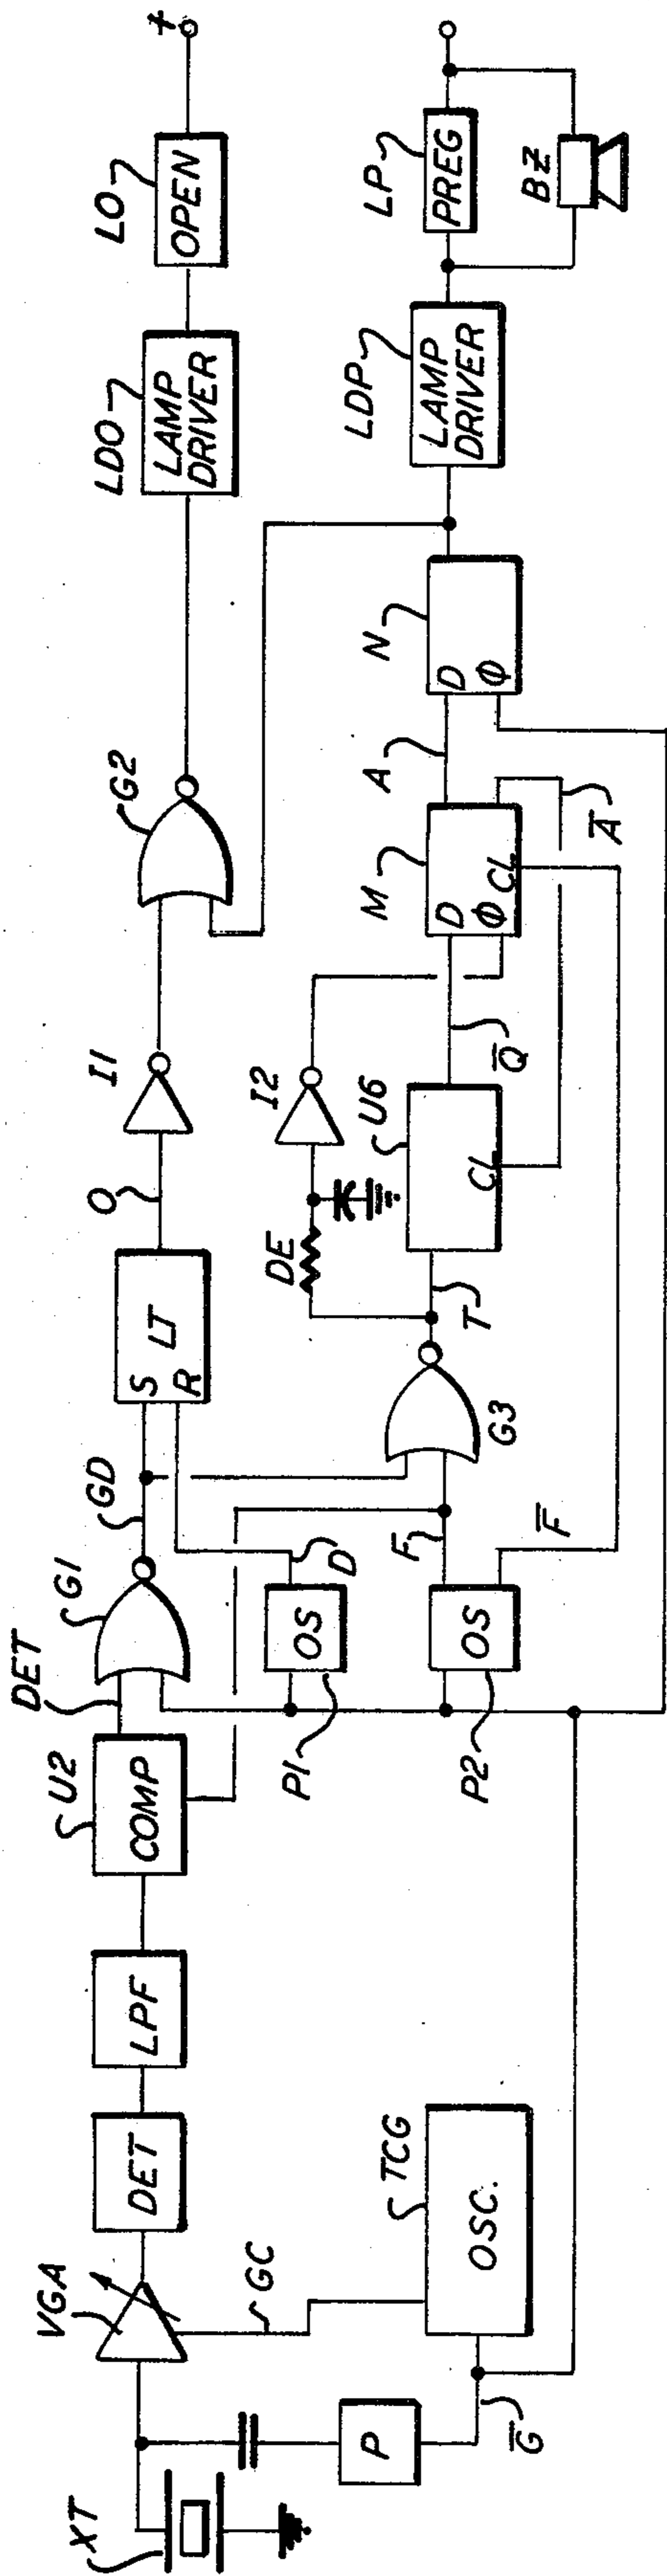 XT
VGA
DET
LPF
U2
COMP
DET
G1
GD
S
LT
R
O
I1
G2
LDO
LAMP
DRIVER
LO
OPEN
+
P
GC
G̅
TCG
OSC.
P1
OS
D
P2
OS
F
F̅
G3
T
DE
I2
U6
CL
Q̅
M
D
Φ
CL
A
A̅
N
D
Φ
LDP
LAMP
DRIVER
LP
PREG
BZ